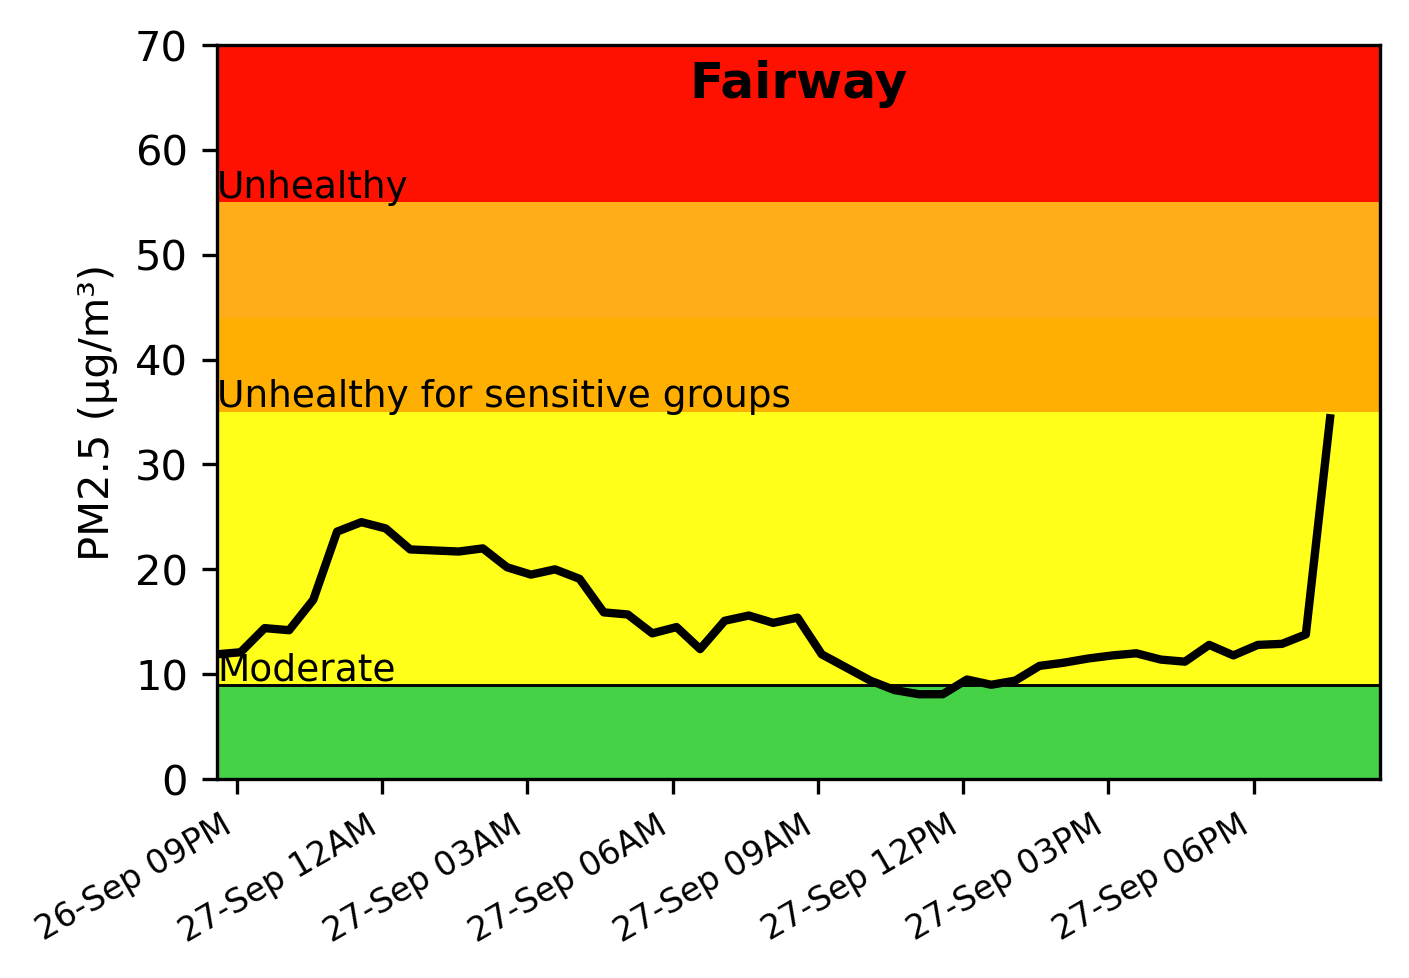 Fairway
70
60
50
40
30
20
10
0
PM2.5 (µg/m³)
Unhealthy
Unhealthy for sensitive groups
Moderate
26-Sep 09PM
27-Sep 12AM
27-Sep 03AM
27-Sep 06AM
27-Sep 09AM
27-Sep 12PM
27-Sep 03PM
27-Sep 06PM